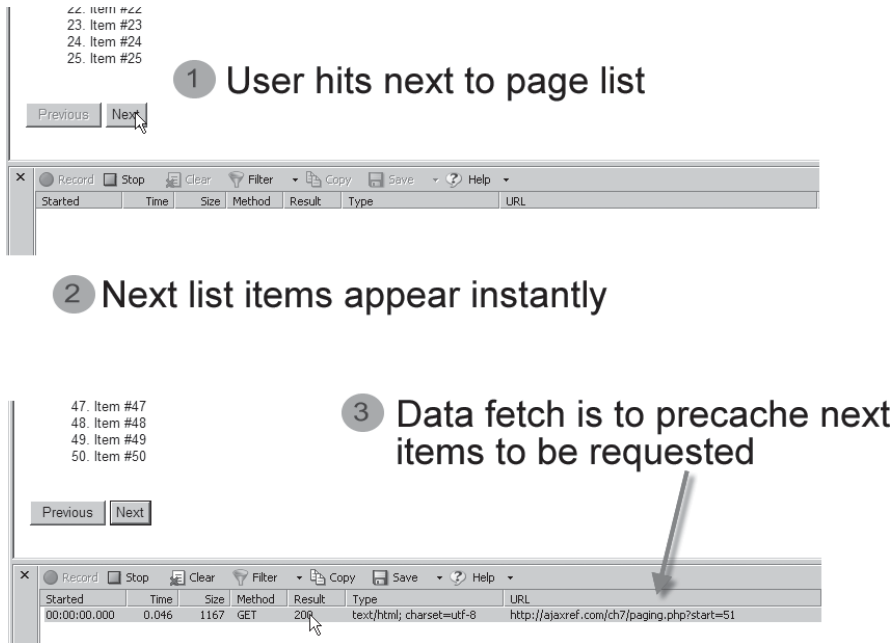 22. Item #22
23. Item #23
24. Item #24
25. Item #25
1 User hits next to page list
Previous Next
× Record Stop Clear Filter Copy Save ? Help
Started Time Size Method Result Type URL
2 Next list items appear instantly
47. Item #47
48. Item #48
49. Item #49
50. Item #50
3 Data fetch is to precache next
items to be requested
Previous Next
× Record Stop Clear Filter Copy Save ? Help
Started Time Size Method Result Type URL
00:00:00.000 0.046 1167 GET 200 text/html; charset=utf-8 http://ajaxref.com/ch7/paging.php?start=51